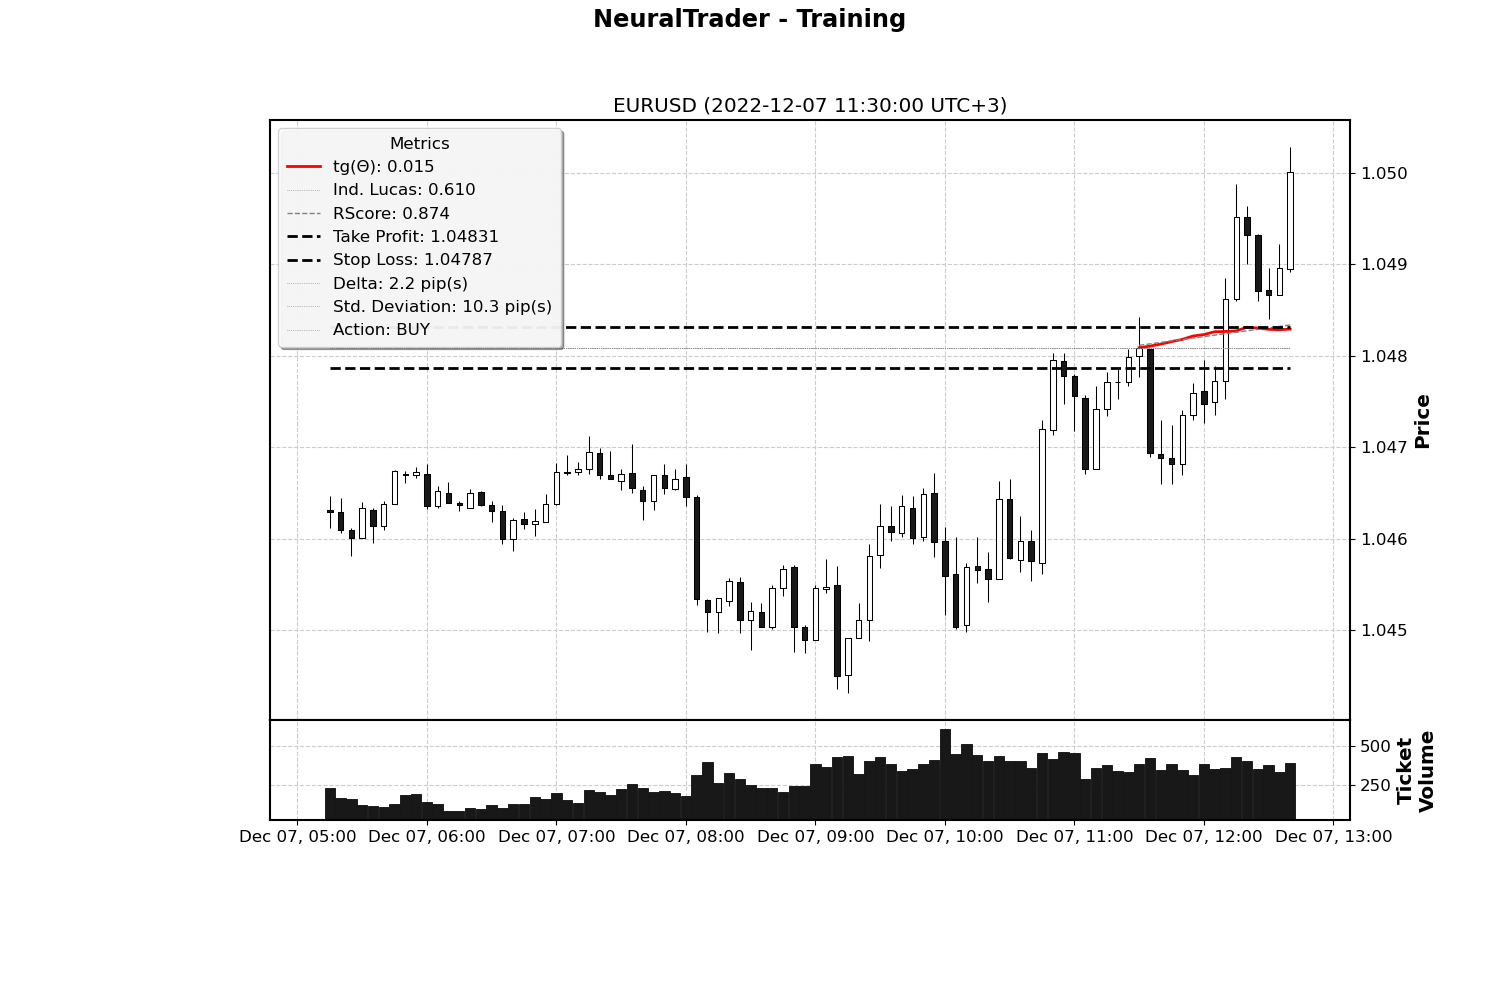 NeuralTrader - Training
EURUSD (2022-12-07 11:30:00 UTC+3)
Metrics
tg(Θ): 0.015
Ind. Lucas: 0.610
RScore: 0.874
Take Profit: 1.04831
Stop Loss: 1.04787
Delta: 2.2 pip(s)
Std. Deviation: 10.3 pip(s)
Action: BUY
1.050
1.049
1.048
1.047
1.046
1.045
Price
500
250
Ticket
Volume
Dec 07, 05:00 Dec 07, 06:00 Dec 07, 07:00 Dec 07, 08:00 Dec 07, 09:00 Dec 07, 10:00 Dec 07, 11:00 Dec 07, 12:00 Dec 07, 13:00